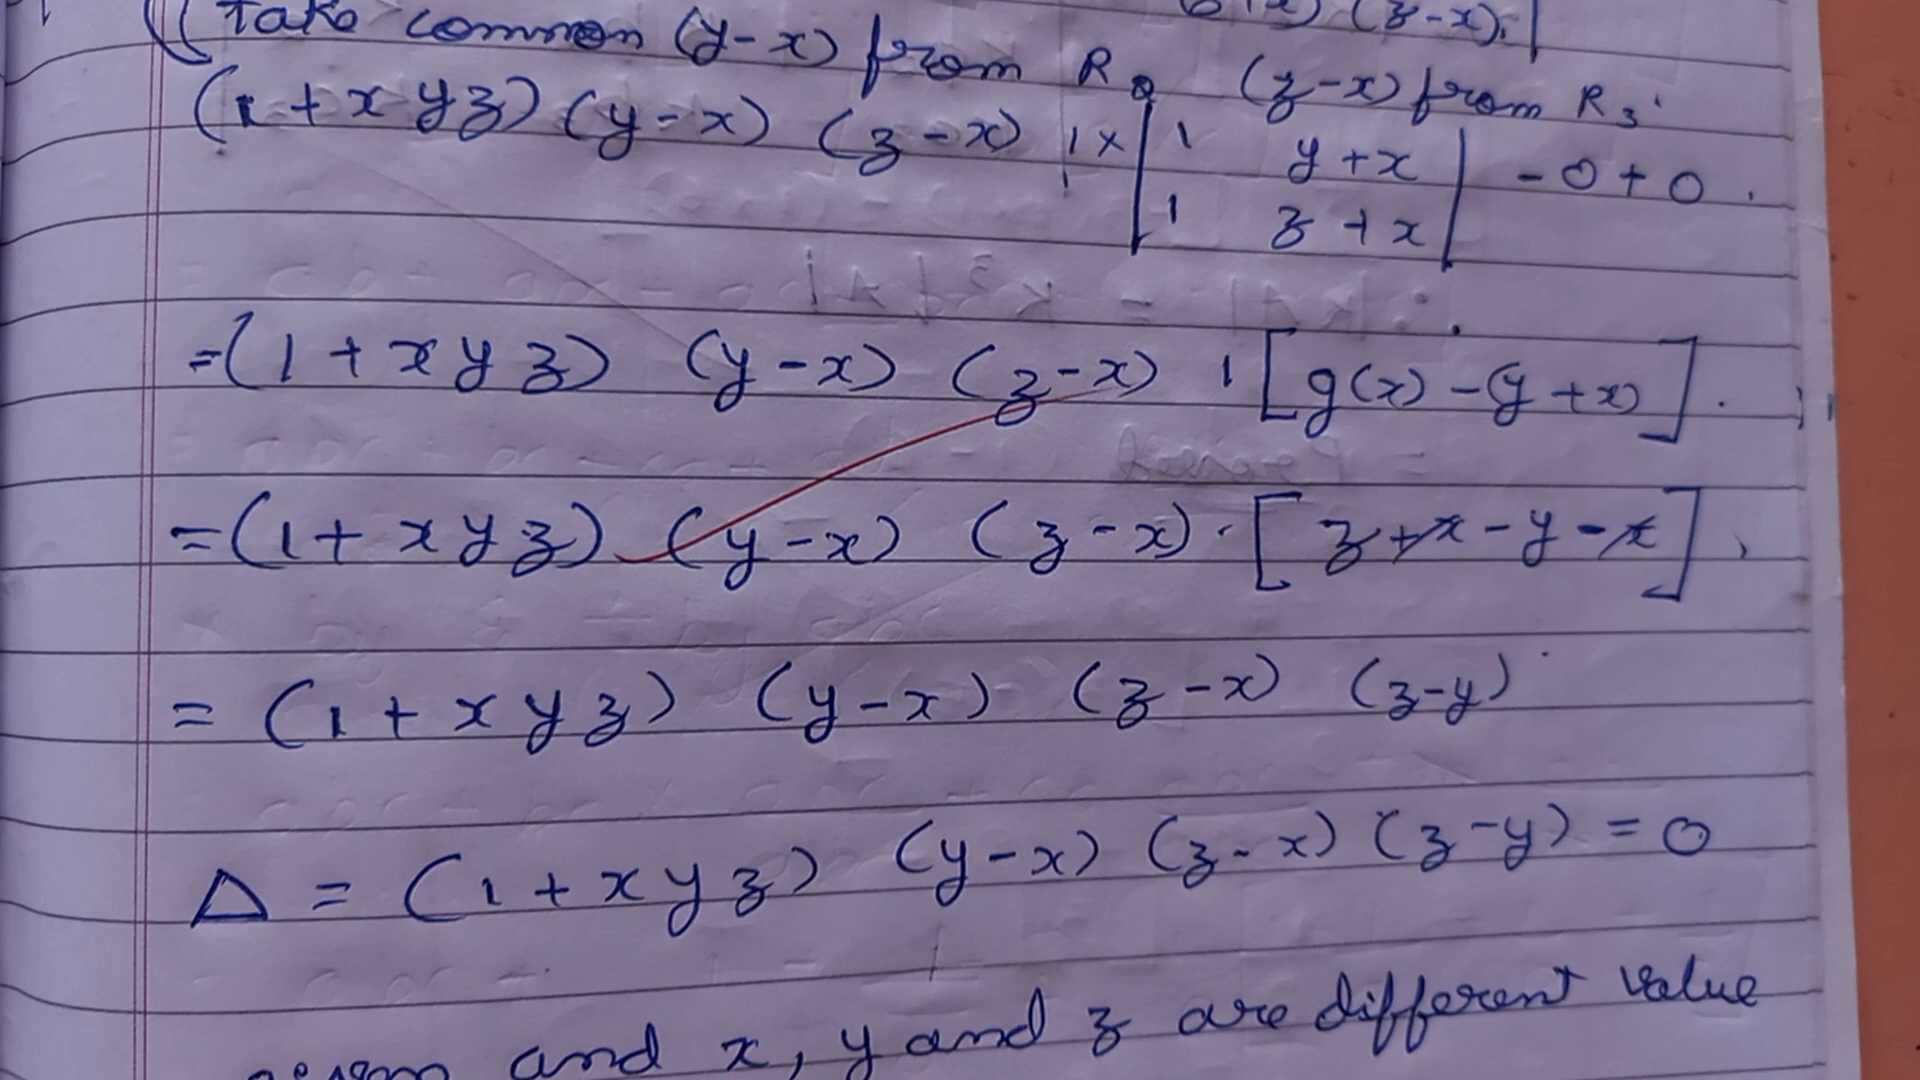 (z-x).|
Take common (y-x) from R₂ (z-x) from R₃.
(1+xyz) (y-x) (z-x) 1× | 1 y+x | -0+0.
| 1 z+x |
=(1+xyz) (y-x) (z-x) 1 [g(x)-(y+x)].
=(1+xyz) (y-x) (z-x).[z+x-y-x].
= (1+xyz) (y-x) (z-x) (z-y)
Δ = (1+xyz) (y-x) (z-x) (z-y) = 0
and x, y and z are different value